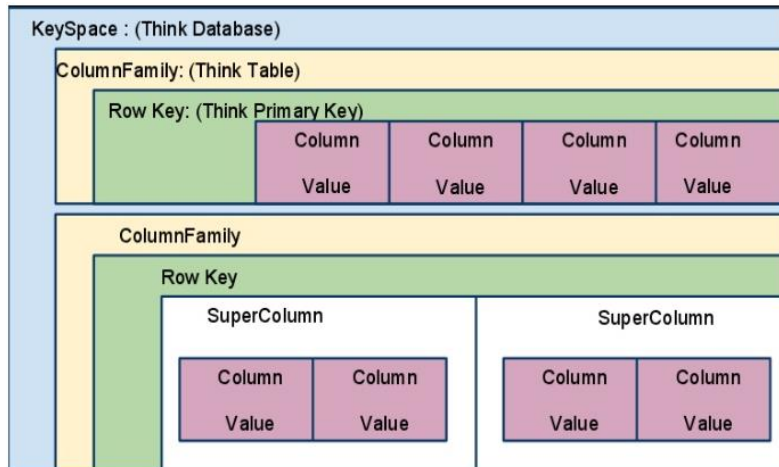 KeySpace : (Think Database)
ColumnFamily: (Think Table)
Row Key: (Think Primary Key)
Column Column Column Column
Value Value Value Value
ColumnFamily
Row Key
SuperColumn SuperColumn
Column Column Column Column
Value Value Value Value